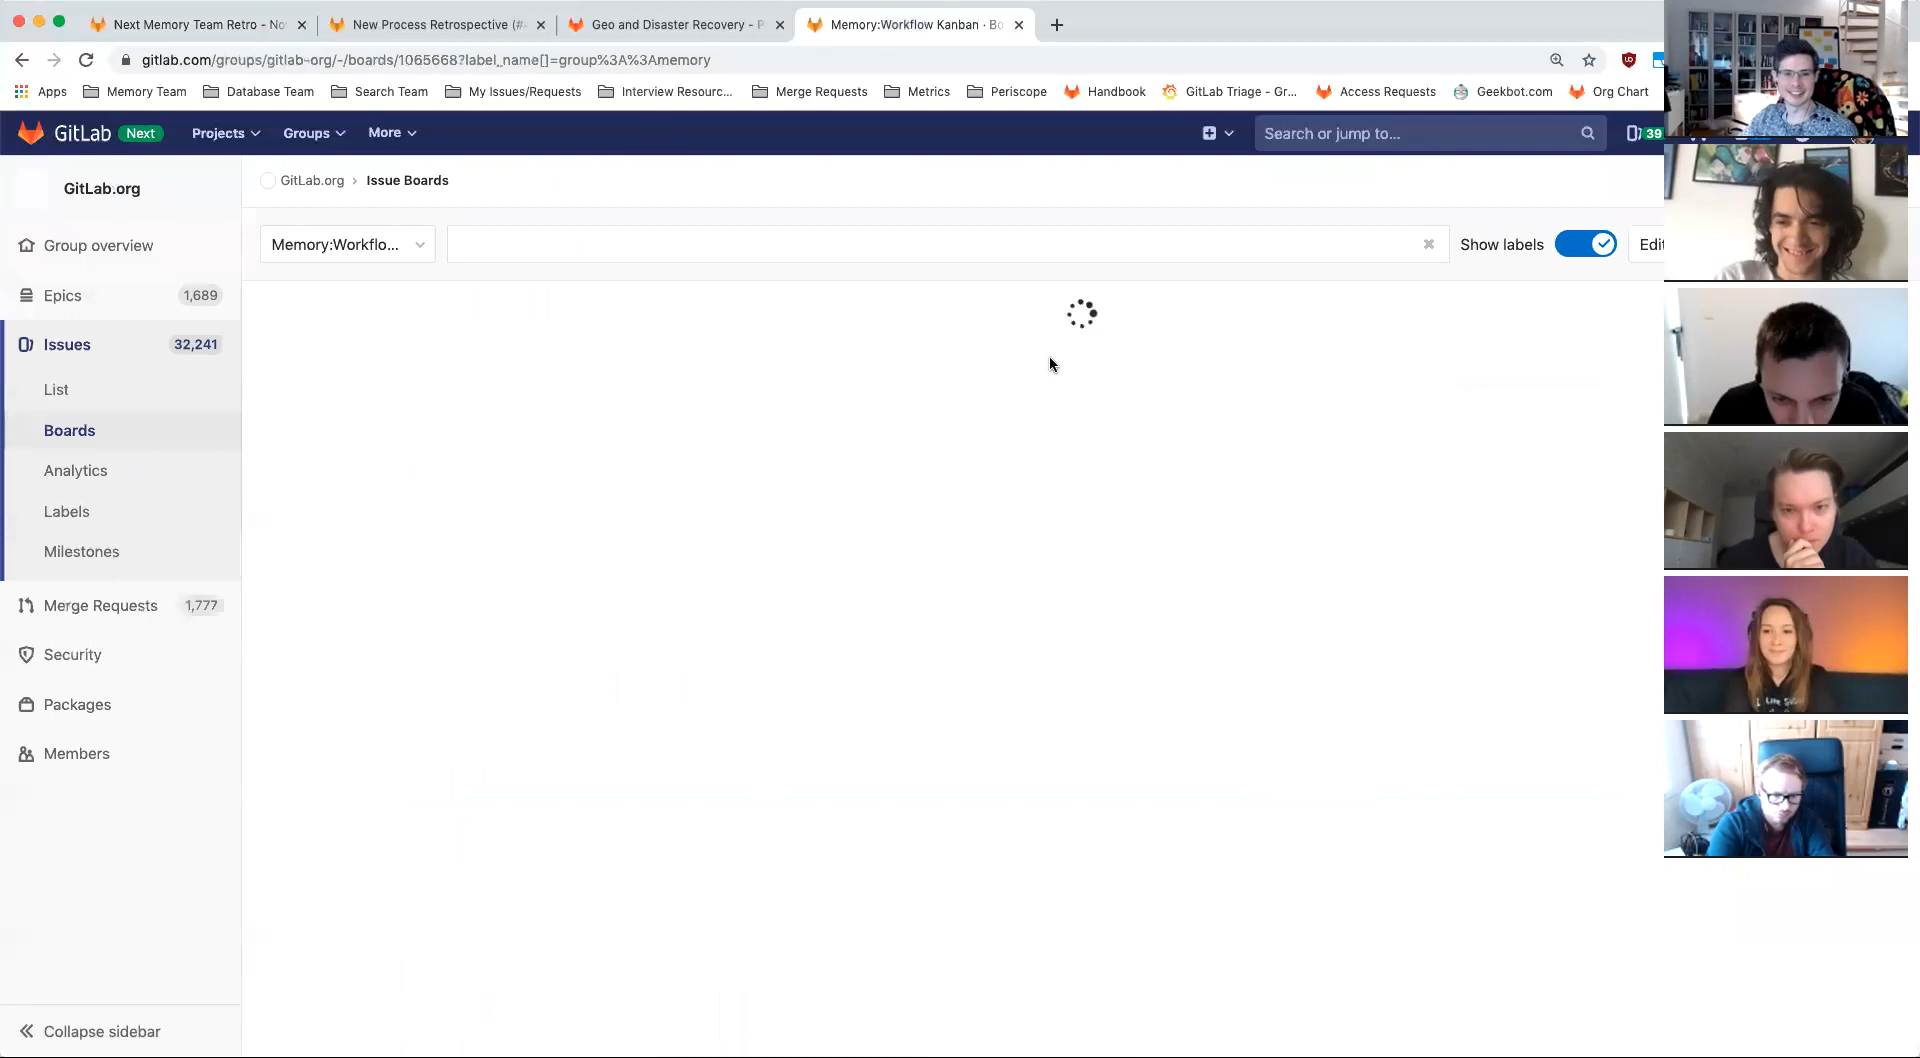 Next Memory Team Retro - No
New Process Retrospective (#
Geo and Disaster Recovery - P
Memory:Workflow Kanban · Bo
gitlab.com/groups/gitlab-org/-/boards/1065668?label_name[]=group%3A%3Amemory
Apps
Memory Team
Database Team
Search Team
My Issues/Requests
Interview Resourc...
Merge Requests
Metrics
Periscope
Handbook
GitLab Triage - Gr...
Access Requests
Geekbot.com
Org Chart
GitLab Next
Projects
Groups
More
Search or jump to...
39
GitLab.org
GitLab.org › Issue Boards
Group overview
Memory:Workflo...
Show labels
Edit
Epics 1,689
Issues 32,241
List
Boards
Analytics
Labels
Milestones
Merge Requests 1,777
Security
Packages
Members
Collapse sidebar